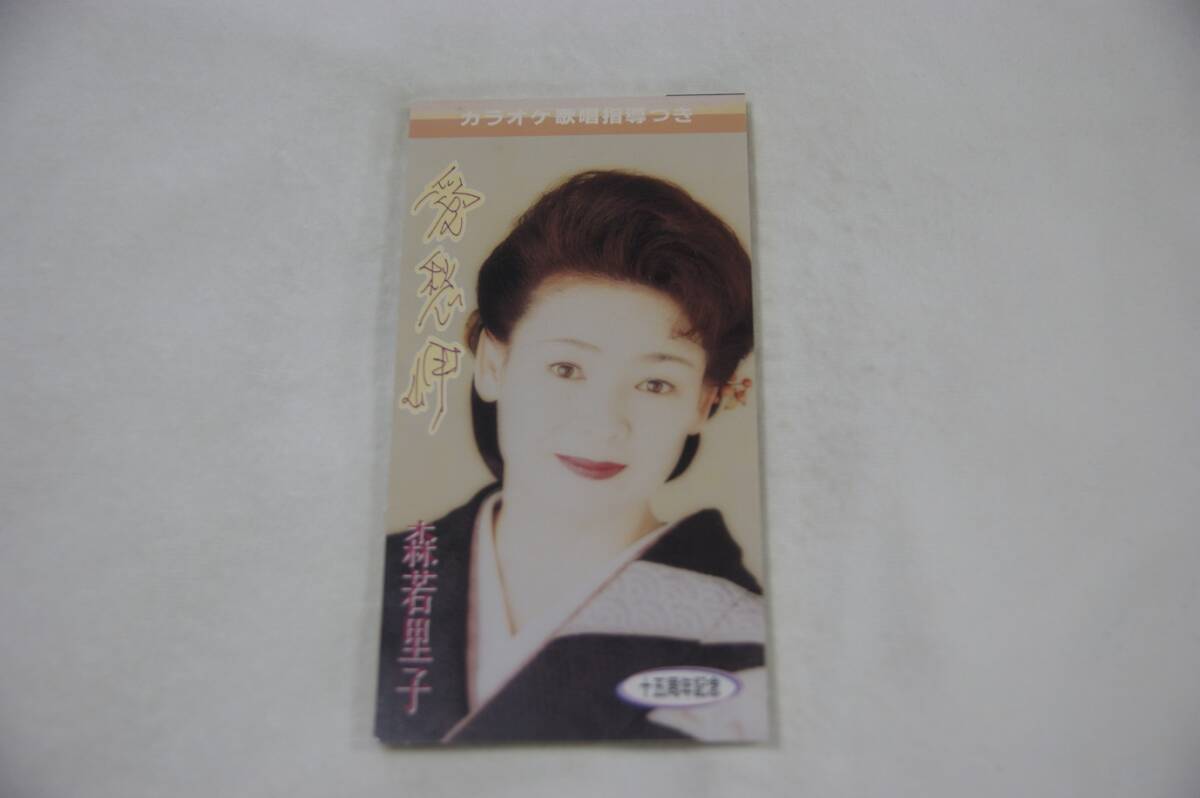 カラオケ歌唱指導つき
愛愁岬
森若里子
十五周年記念